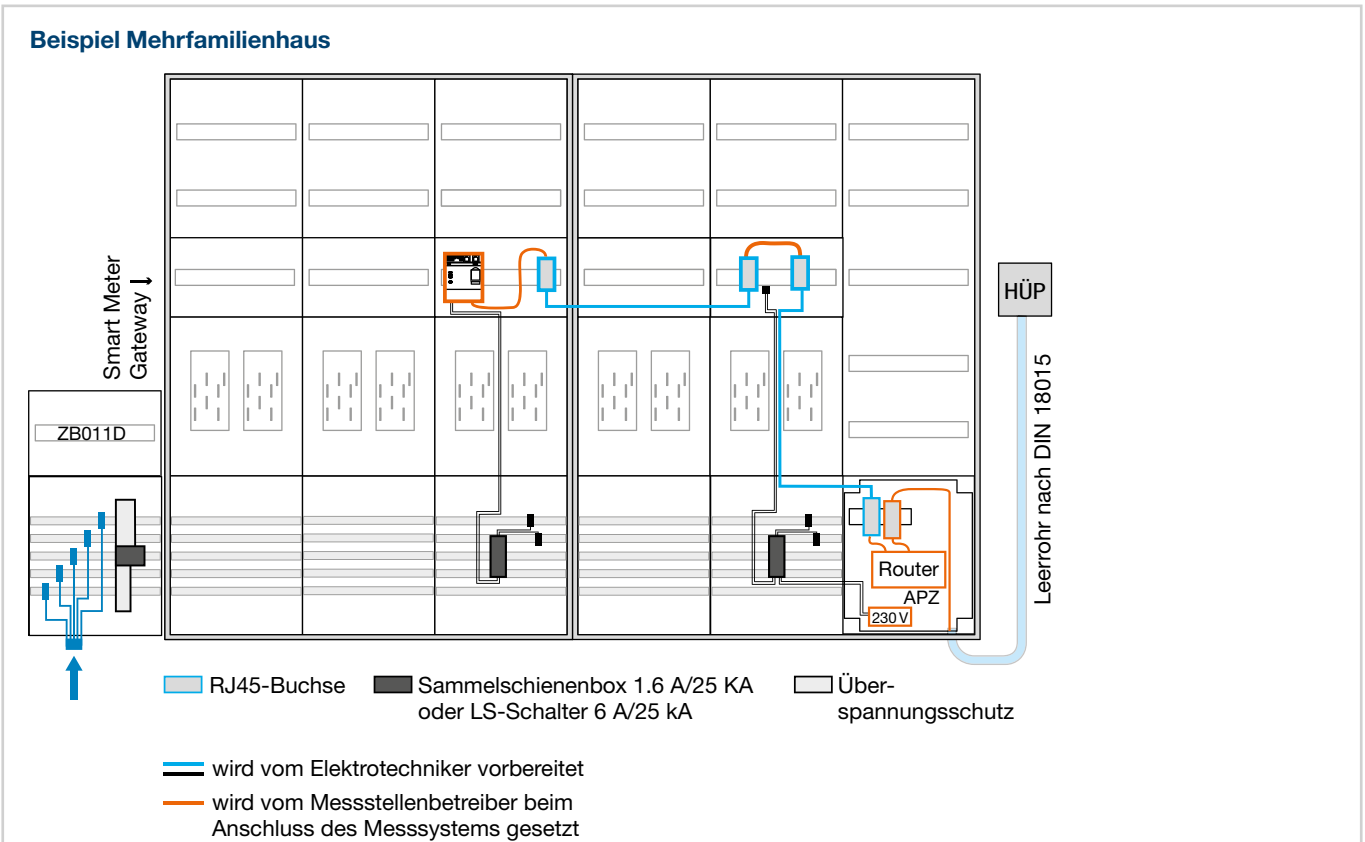 Beispiel Mehrfamilienhaus
Smart Meter
Gateway
HÜP
Leerrohr nach DIN 18015
ZB011D
Router
APZ
230 V
RJ45-Buchse
Sammelschienenbox 1.6 A/25 KA
oder LS-Schalter 6 A/25 kA
Über-
spannungsschutz
wird vom Elektrotechniker vorbereitet
wird vom Messstellenbetreiber beim
Anschluss des Messsystems gesetzt